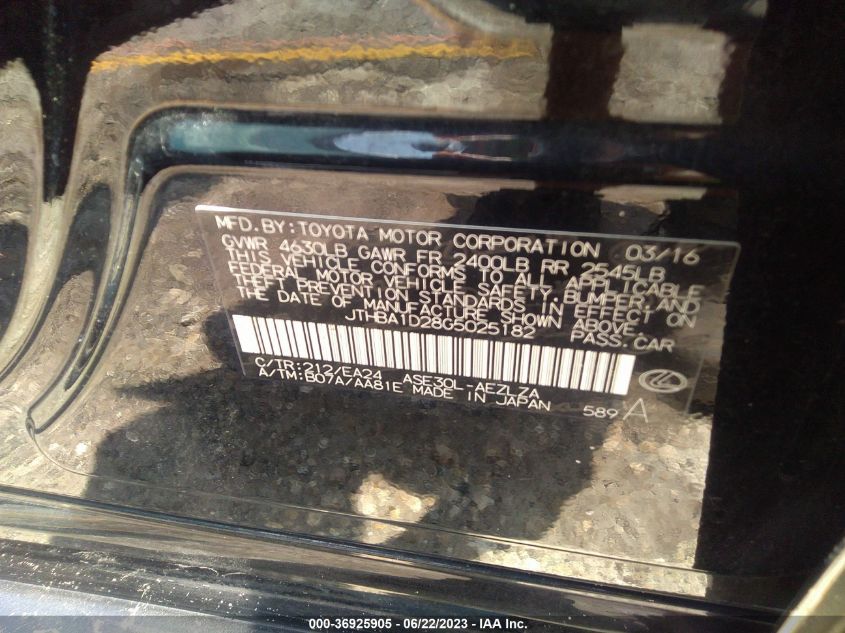 MFD.BY:TOYOTA MOTOR CORPORATION 03/16
GVWR 4630LB GAWR FR 2400LB RR 2545LB
THIS VEHICLE CONFORMS TO ALL APPLICABLE
FEDERAL MOTOR VEHICLE SAFETY, BUMPER, AND
THEFT PREVENTION STANDARDS IN EFFECT ON
THE DATE OF MANUFACTURE SHOWN ABOVE.
JTHBA1D28G5025182 PASS.CAR
C/TR:212/EA24 ASE30L-AEZLZA
A/TM:B07A/AA81E MADE IN JAPAN 589 A
000-36925905 - 06/22/2023 - IAA Inc.